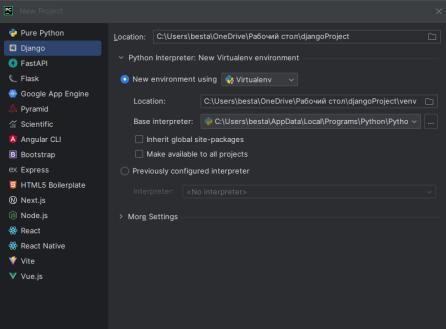 PC New Project
Pure Python
Django
FastAPI
Flask
Google App Engine
Pyramid
Scientific
Angular CLI
Bootstrap
Express
HTML5 Boilerplate
Next.js
Node.js
React
React Native
Vite
Vue.js
Location: C:\Users\besta\OneDrive\Рабочий стол\djangoProject
Python Interpreter: New Virtualenv environment
New environment using Virtualenv
Location: C:\Users\besta\OneDrive\Рабочий стол\djangoProject\venv
Base interpreter: C:\Users\besta\AppData\Local\Programs\Python\Pytho ...
Inherit global site-packages
Make available to all projects
Previously configured interpreter
Interpreter: <No interpreter>
More Settings